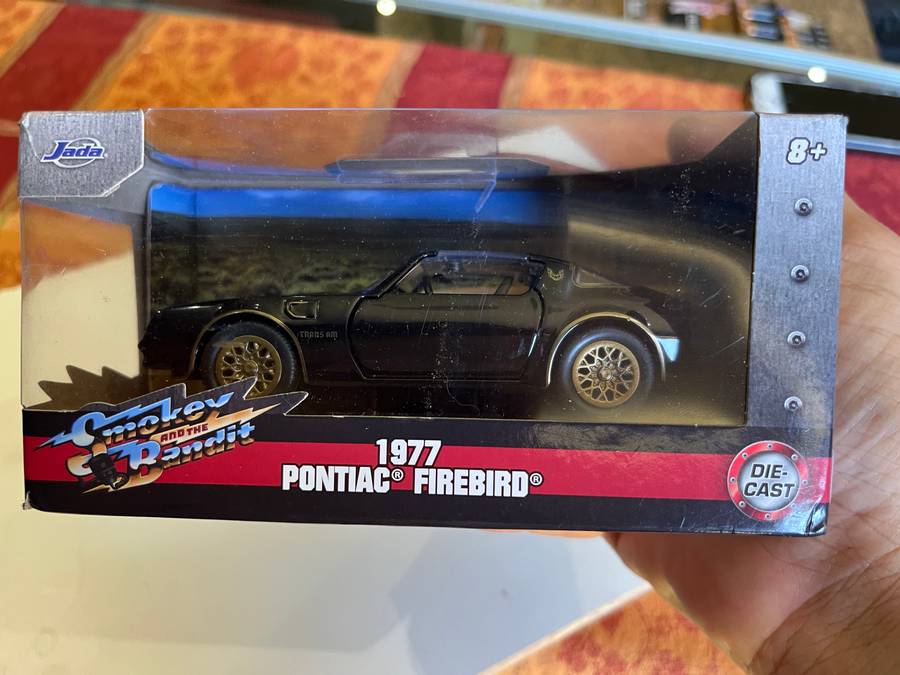 Jada
8+
TRANS AM
Smokey
AND THE
Bandit
1977
PONTIAC® FIREBIRD®
DIE-
CAST